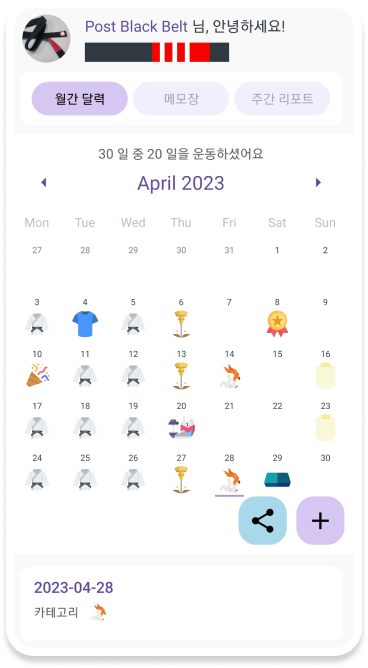 Post Black Belt 님, 안녕하세요!
월간 달력 메모장 주간 리포트
30 일 중 20 일을 운동하셨어요
April 2023
Mon Tue Wed Thu Fri Sat Sun
27 28 29 30 31 1 2
3 4 5 6 7 8 9
10 11 12 13 14 15 16
17 18 19 20 21 22 23
24 25 26 27 28 29 30
2023-04-28
카테고리